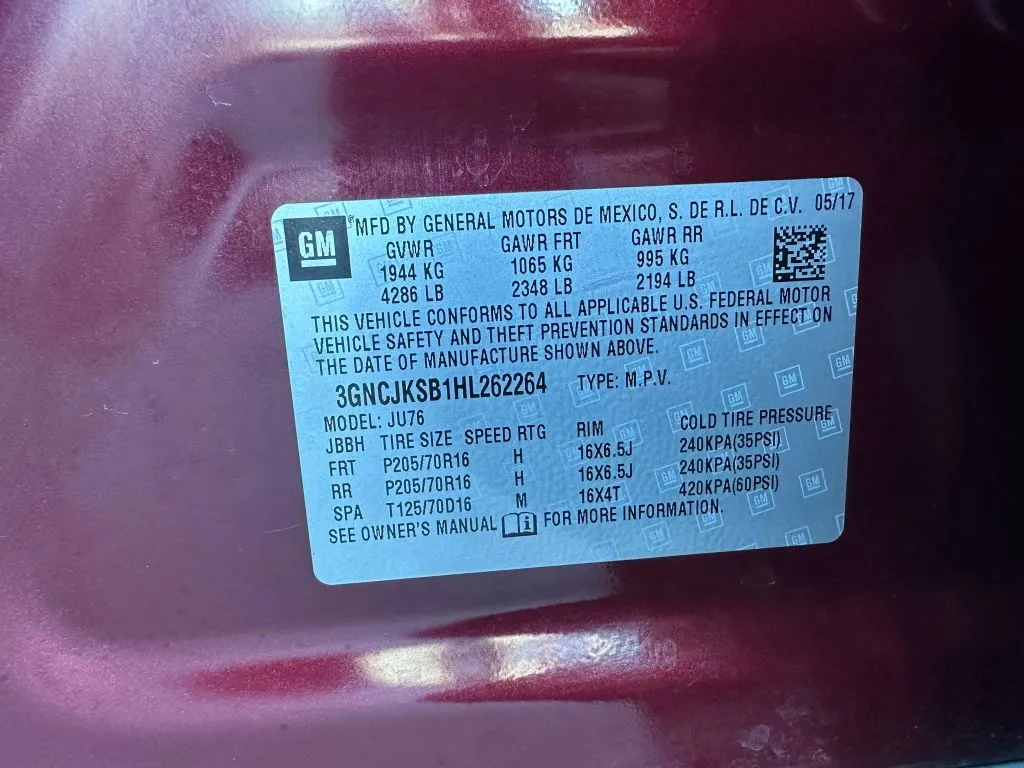 GM
®MFD BY GENERAL MOTORS DE MEXICO, S. DE R.L. DE C.V. 05/17
GVWR GAWR FRT GAWR RR
1944 KG 1065 KG 995 KG
4286 LB 2348 LB 2194 LB
THIS VEHICLE CONFORMS TO ALL APPLICABLE U.S. FEDERAL MOTOR
VEHICLE SAFETY AND THEFT PREVENTION STANDARDS IN EFFECT ON
THE DATE OF MANUFACTURE SHOWN ABOVE.
3GNCJKSB1HL262264 TYPE: M.P.V.
MODEL: JU76
JBBH TIRE SIZE SPEED RTG RIM COLD TIRE PRESSURE
FRT P205/70R16 H 16X6.5J 240KPA(35PSI)
RR P205/70R16 H 16X6.5J 240KPA(35PSI)
SPA T125/70D16 M 16X4T 420KPA(60PSI)
SEE OWNER'S MANUAL FOR MORE INFORMATION.